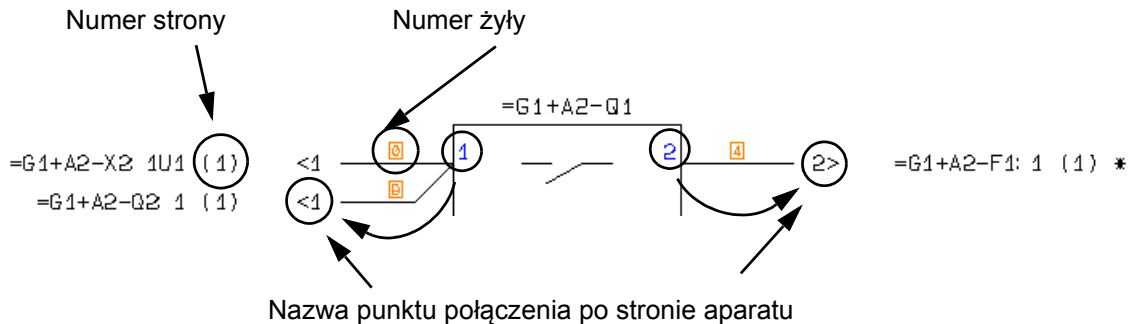 Numer strony Numer żyły
=G1+A2-Q1
=G1+A2-X2 1U1 (1) <1 0 1 2 4 2> =G1+A2-F1: 1 (1) *
=G1+A2-Q2 1 (1) <1
Nazwa punktu połączenia po stronie aparatu